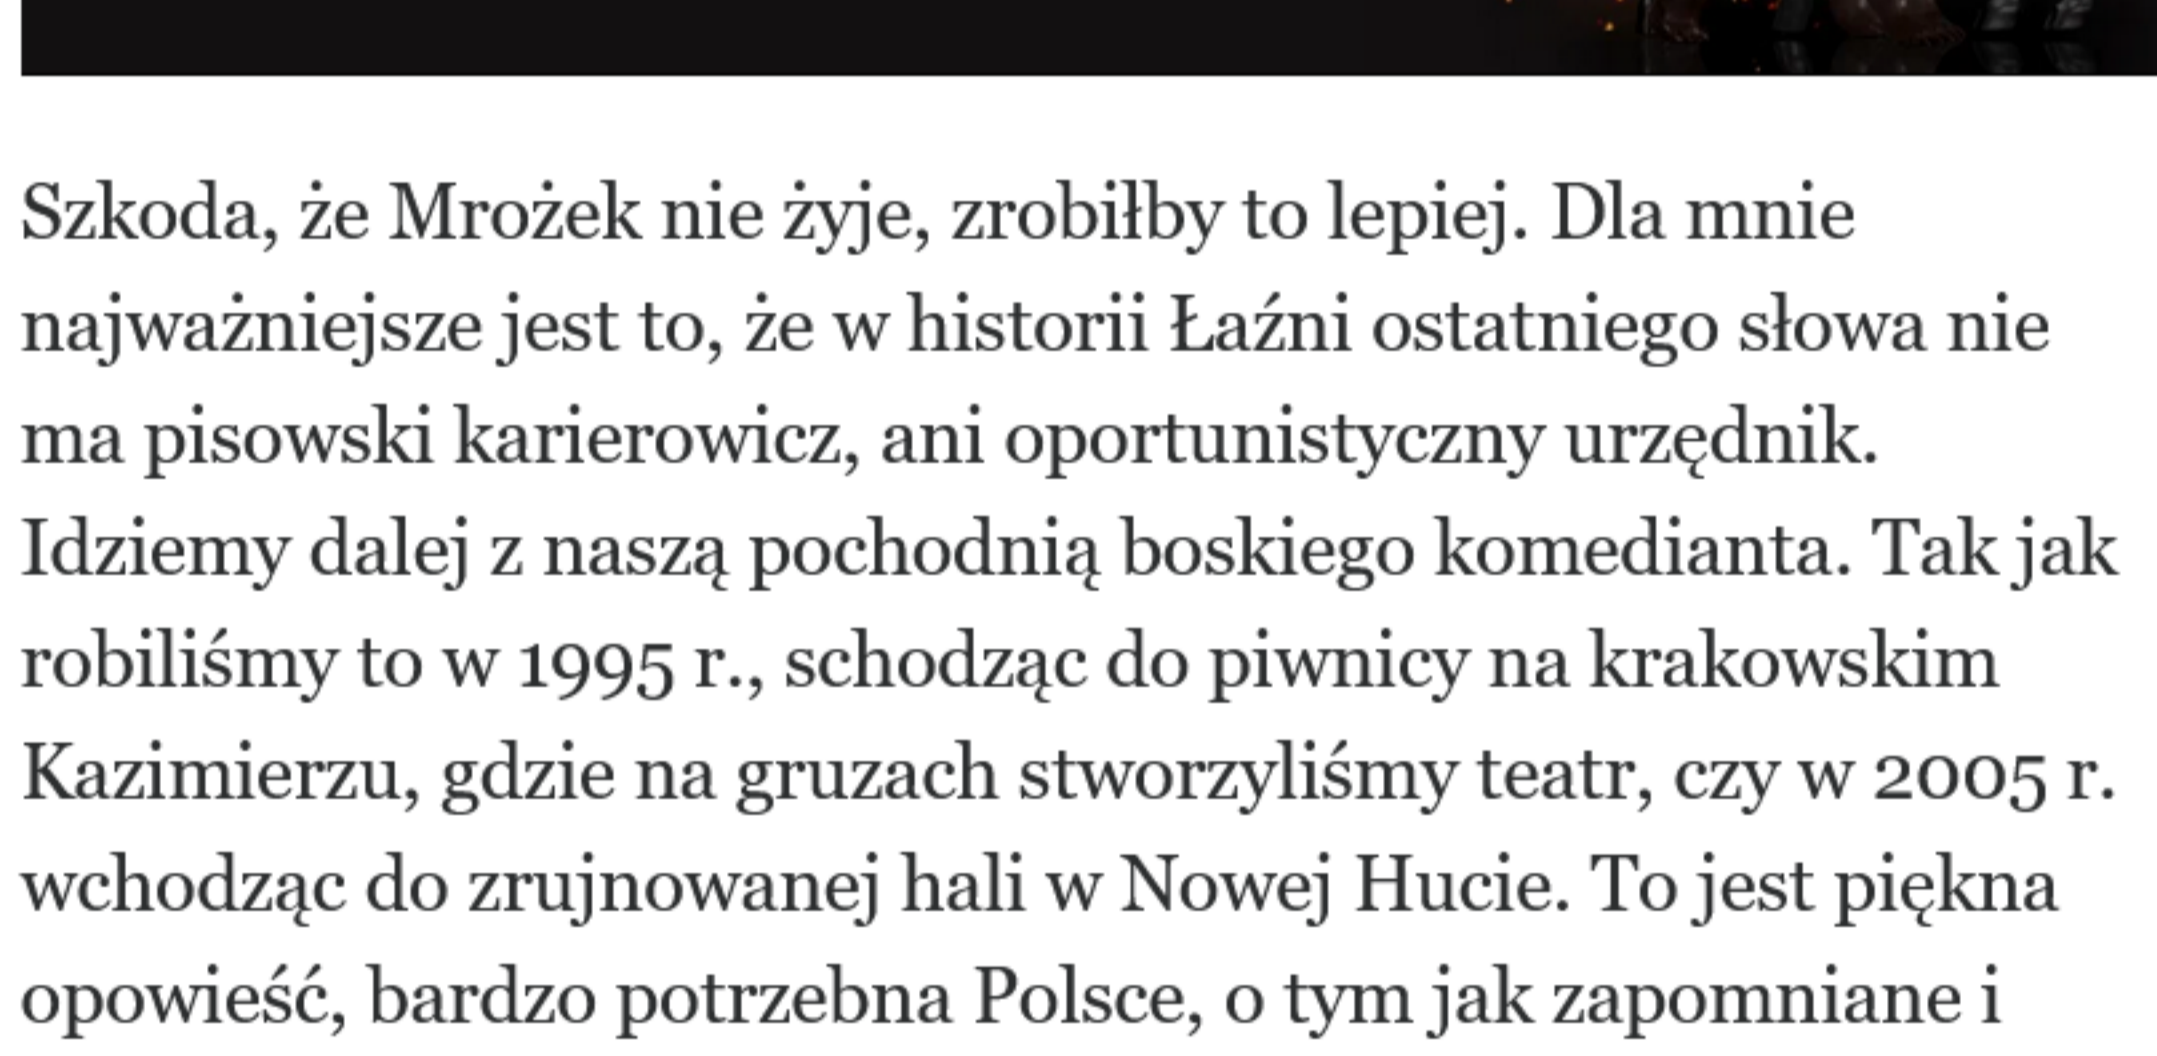 Szkoda, że Mrożek nie żyje, zrobiłby to lepiej. Dla mnie
najważniejsze jest to, że w historii Łaźni ostatniego słowa nie
ma pisowski karierowicz, ani oportunistyczny urzędnik.
Idziemy dalej z naszą pochodnią boskiego komedianta. Tak jak
robiliśmy to w 1995 r., schodząc do piwnicy na krakowskim
Kazimierzu, gdzie na gruzach stworzyliśmy teatr, czy w 2005 r.
wchodząc do zrujnowanej hali w Nowej Hucie. To jest piękna
opowieść, bardzo potrzebna Polsce, o tym jak zapomniane i